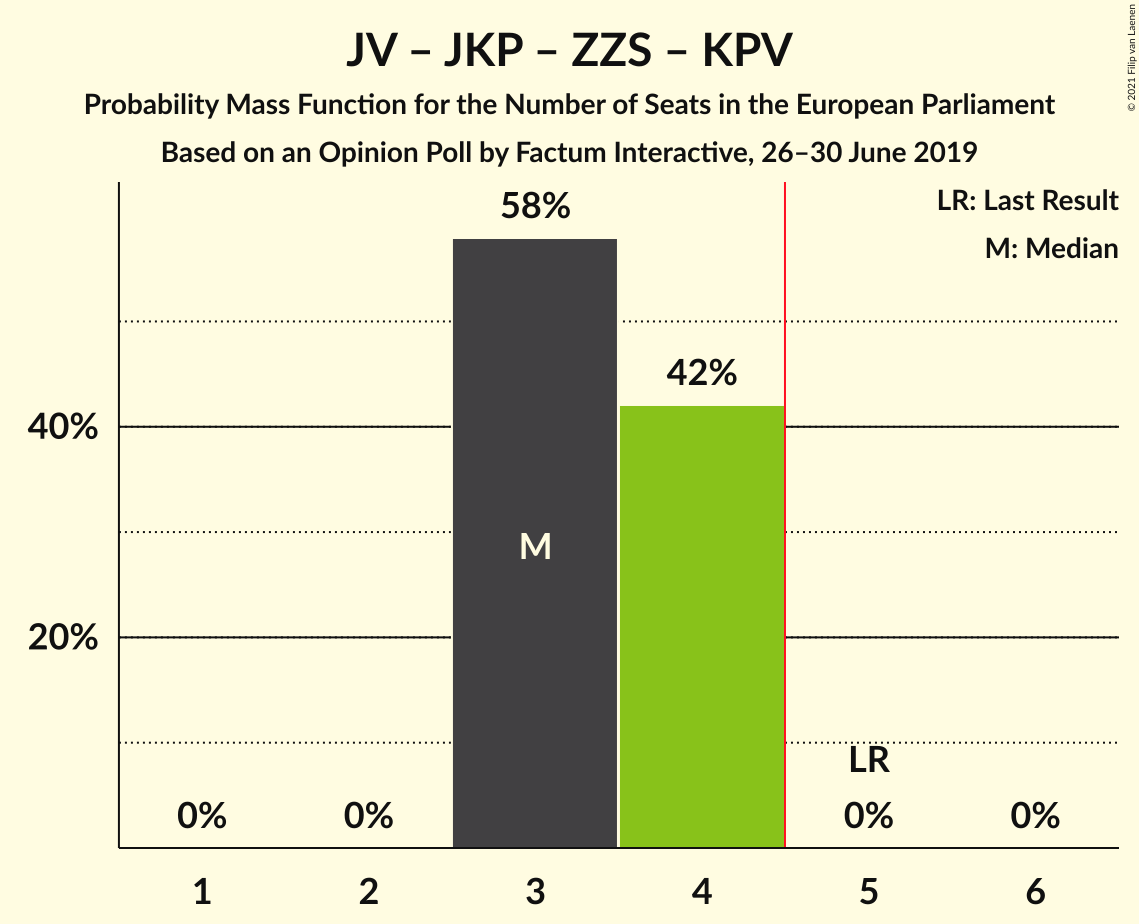 JV – JKP – ZZS – KPV
Probability Mass Function for the Number of Seats in the European Parliament
Based on an Opinion Poll by Factum Interactive, 26–30 June 2019
© 2021 Filip van Laenen
LR: Last Result
M: Median
58%
42%
40%
M
20%
LR
0%
0%
0%
0%
1
2
3
4
5
6